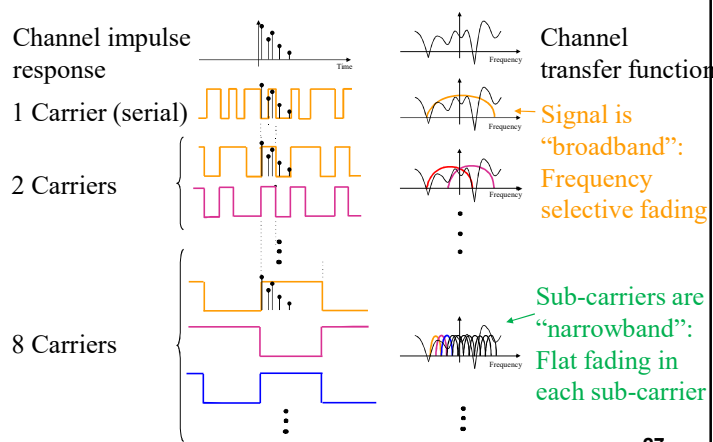 Channel impulse
response
Time
Frequency
Channel
transfer function
1 Carrier (serial)
Frequency
Signal is
“broadband”:
Frequency
selective fading
2 Carriers
Frequency
8 Carriers
Frequency
Sub-carriers are
“narrowband”:
Flat fading in
each sub-carrier